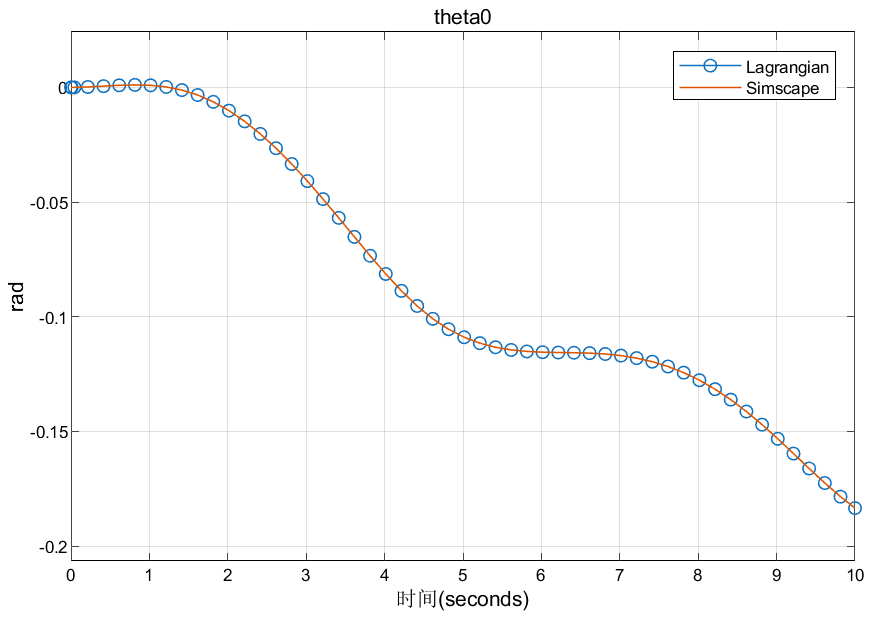 theta0
Lagrangian
Simscape
0
-0.05
-0.1
-0.15
-0.2
rad
0 1 2 3 4 5 6 7 8 9 10
时间(seconds)